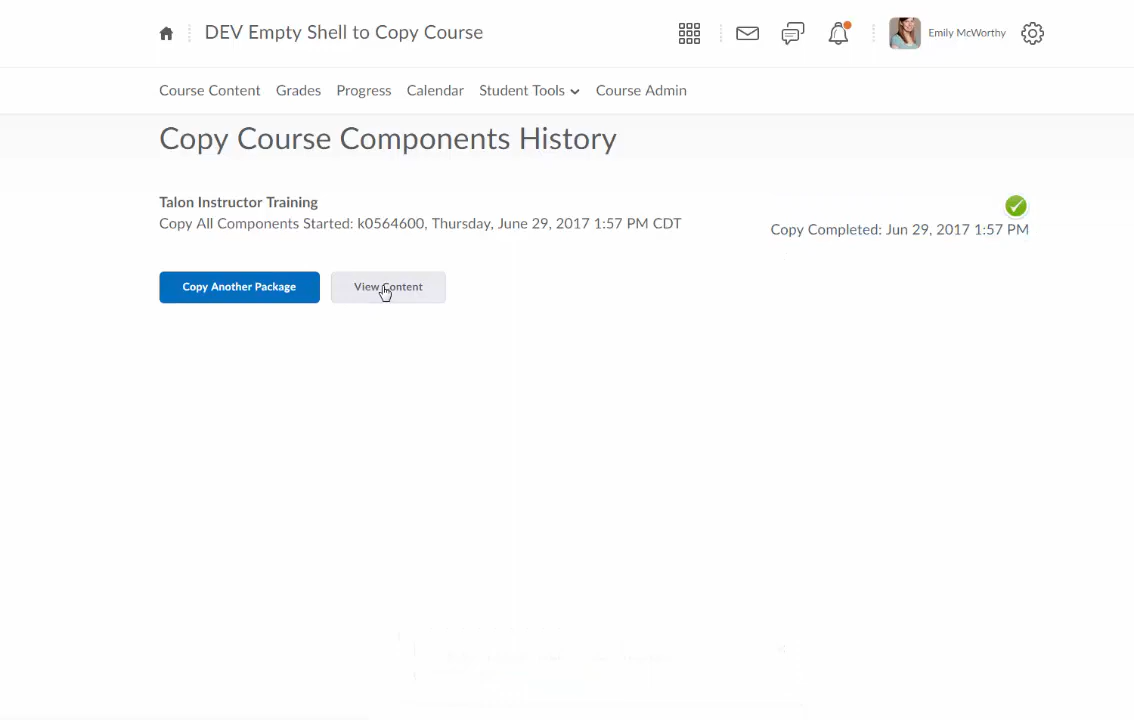 DEV Empty Shell to Copy Course
Emily McWorthy
Course Content Grades Progress Calendar Student Tools Course Admin
Copy Course Components History
Talon Instructor Training
Copy All Components Started: k0564600, Thursday, June 29, 2017 1:57 PM CDT
Copy Completed: Jun 29, 2017 1:57 PM
Copy Another Package View Content